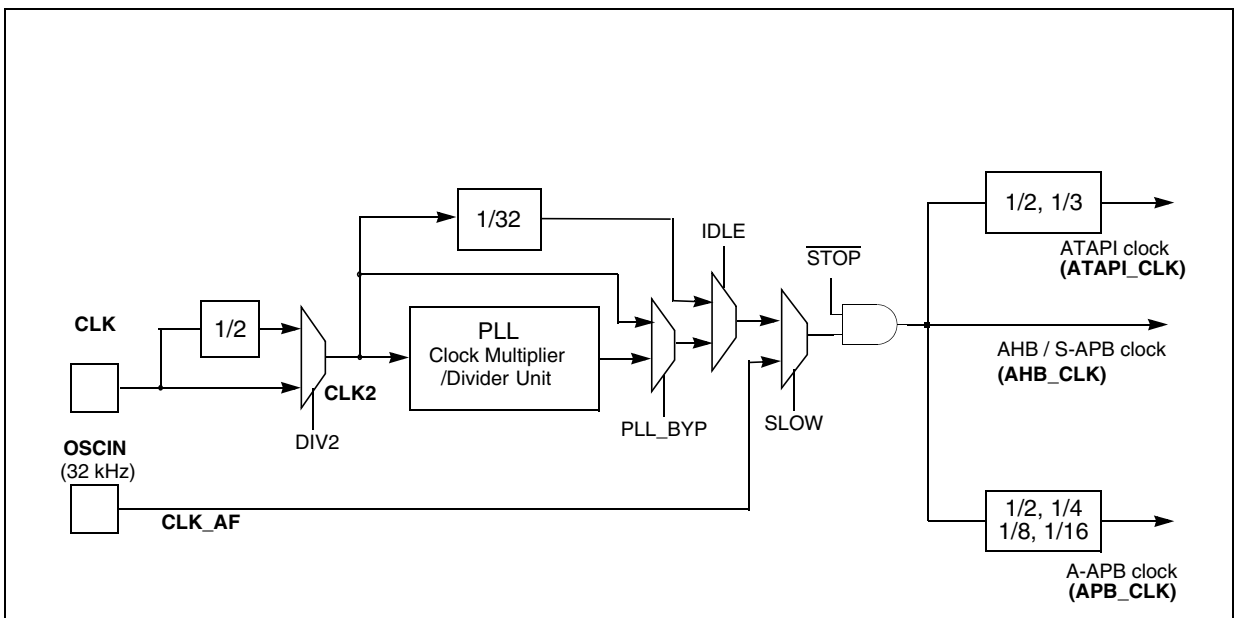 1/32
IDLE
STOP
1/2, 1/3
ATAPI clock
(ATAPI_CLK)
CLK
1/2
PLL
Clock Multiplier
/Divider Unit
CLK2
DIV2
PLL_BYP
SLOW
AHB / S-APB clock
(AHB_CLK)
OSCIN
(32 kHz)
CLK_AF
1/2, 1/4
1/8, 1/16
A-APB clock
(APB_CLK)